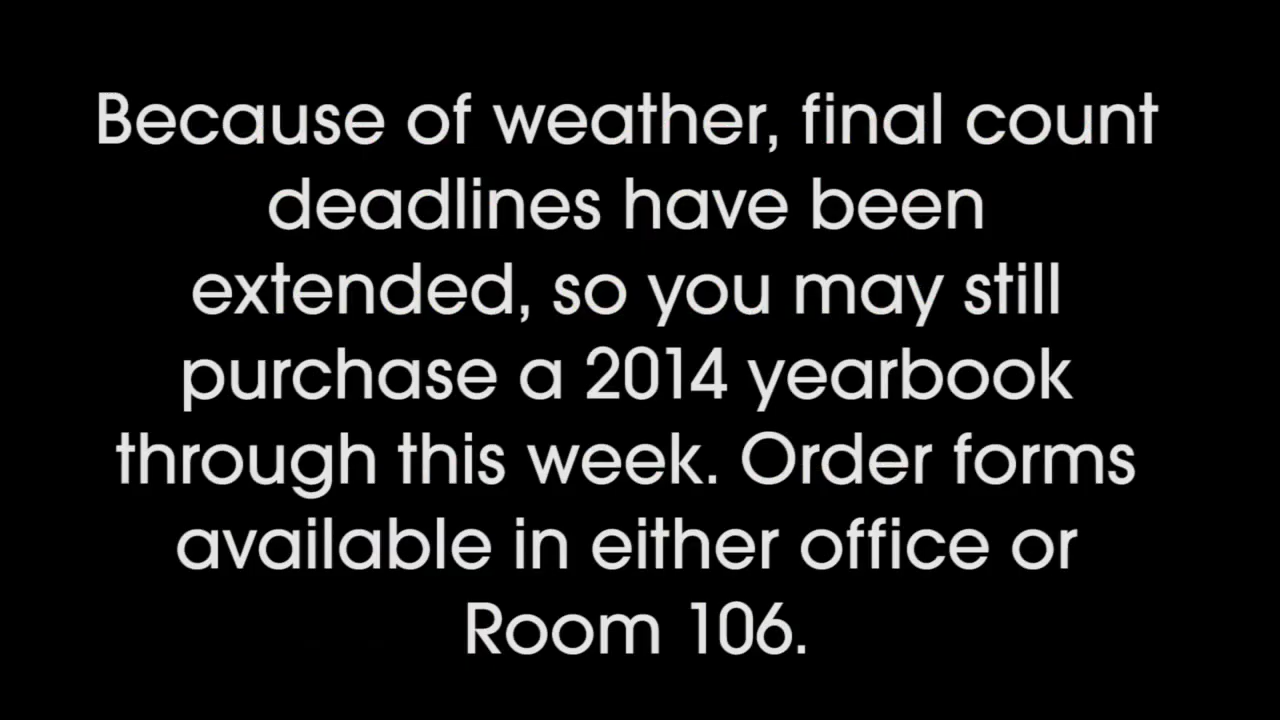 Because of weather, final count
deadlines have been
extended, so you may still
purchase a 2014 yearbook
through this week. Order forms
available in either office or
Room 106.